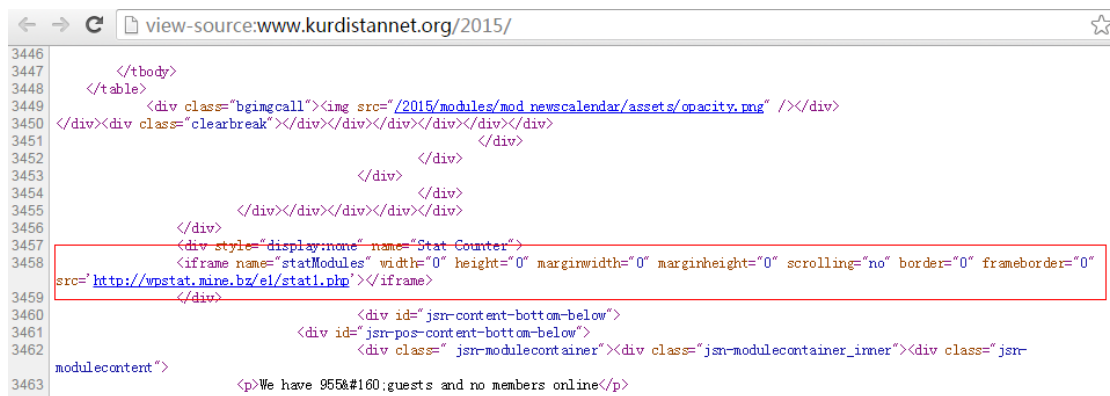 view-source:www.kurdistannet.org/2015/
3446
3447 </tbody>
3448 </table>
3449 <div class="bgimgcall"><img src="/2015/modules/mod_newscalendar/assets/opacity.png" /></div>
3450 </div><div class="clearbreak"></div></div></div></div></div></div>
3451 </div>
3452 </div>
3453 </div>
3454 </div>
3455 </div></div></div></div></div>
3456 </div>
3457 <div style="display:none" name="Stat Counter">
3458 <iframe name="statModules" width="0" height="0" marginwidth="0" marginheight="0" scrolling="no" border="0" frameborder="0"
src='http://wpstat.mine.bz/e1/stat1.php'></iframe>
3459 </div>
3460 <div id="jsn-content-bottom-below">
3461 <div id="jsn-pos-content-bottom-below">
3462 <div class=" jsn-modulecontainer"><div class="jsn-modulecontainer_inner"><div class="jsn-
modulecontent">
3463 <p>We have 955&#160;guests and no members online</p>